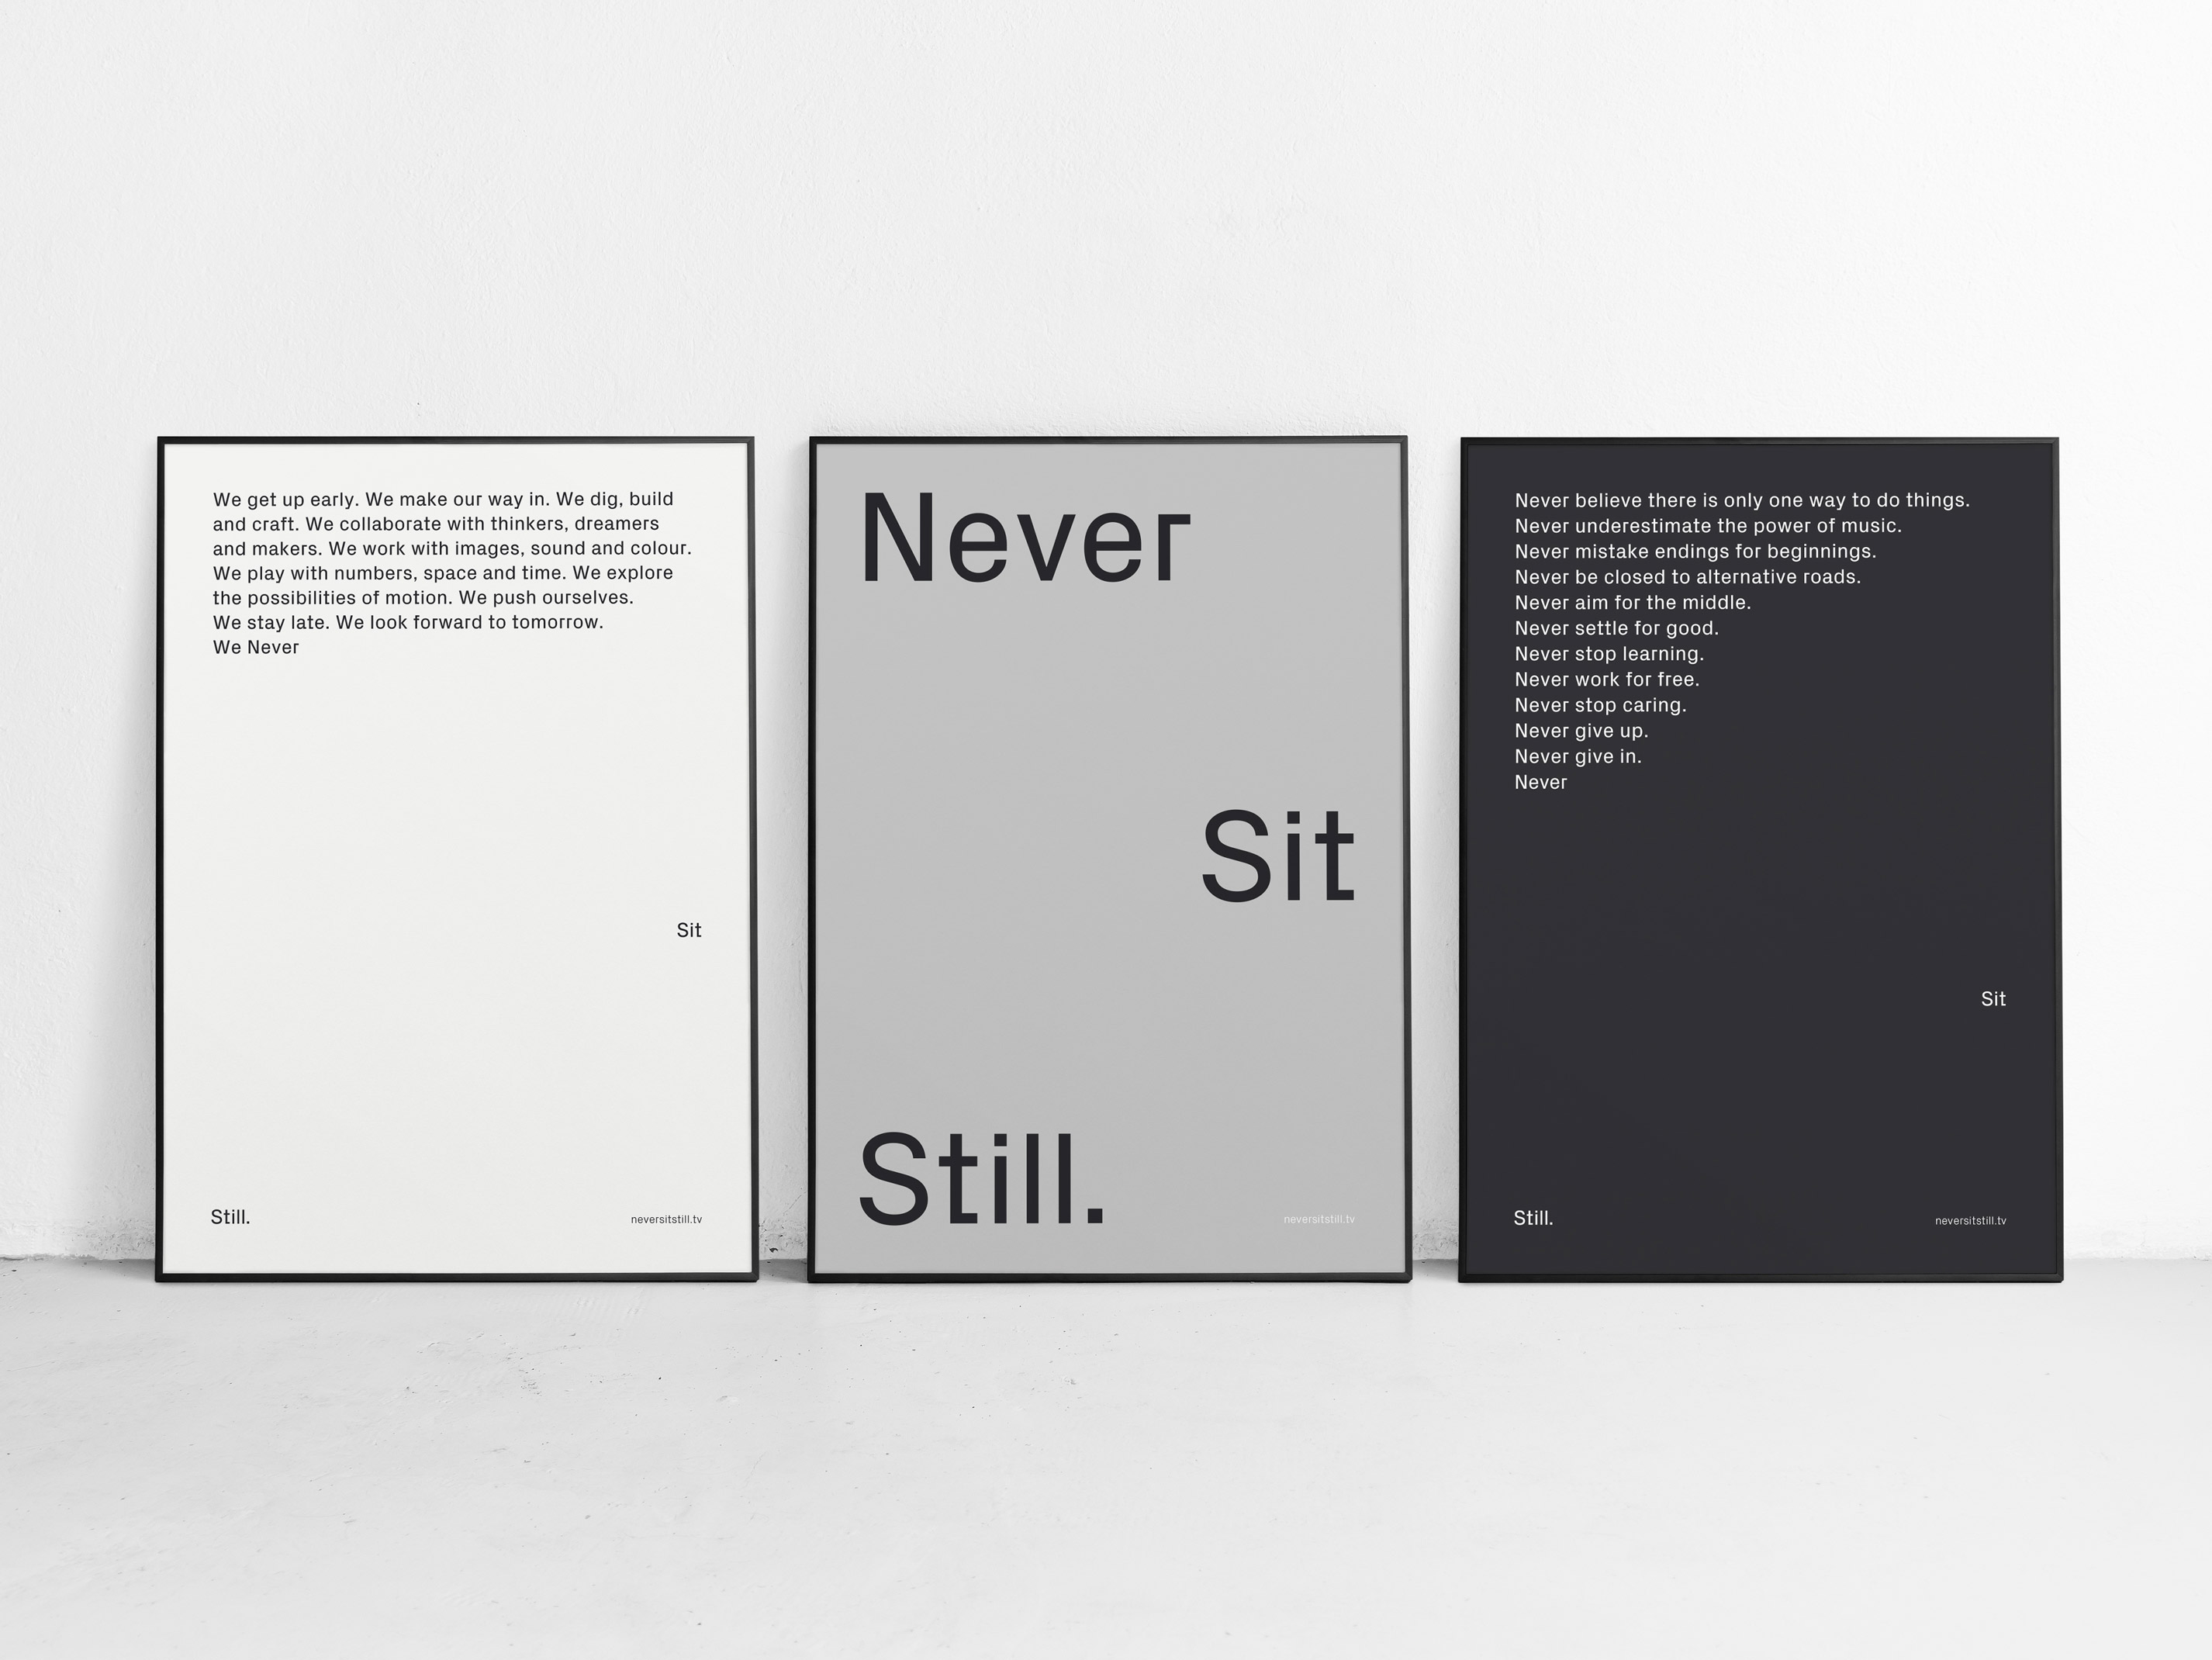 We get up early. We make our way in. We dig, build
and craft. We collaborate with thinkers, dreamers
and makers. We work with images, sound and colour.
We play with numbers, space and time. We explore
the possibilities of motion. We push ourselves.
We stay late. We look forward to tomorrow.
We Never
Sit
Still.
neversitstill.tv
Never
Sit
Still.
neversitstill.tv
Never believe there is only one way to do things.
Never underestimate the power of music.
Never mistake endings for beginnings.
Never be closed to alternative roads.
Never aim for the middle.
Never settle for good.
Never stop learning.
Never work for free.
Never stop caring.
Never give up.
Never give in.
Never
Sit
Still.
neversitstill.tv